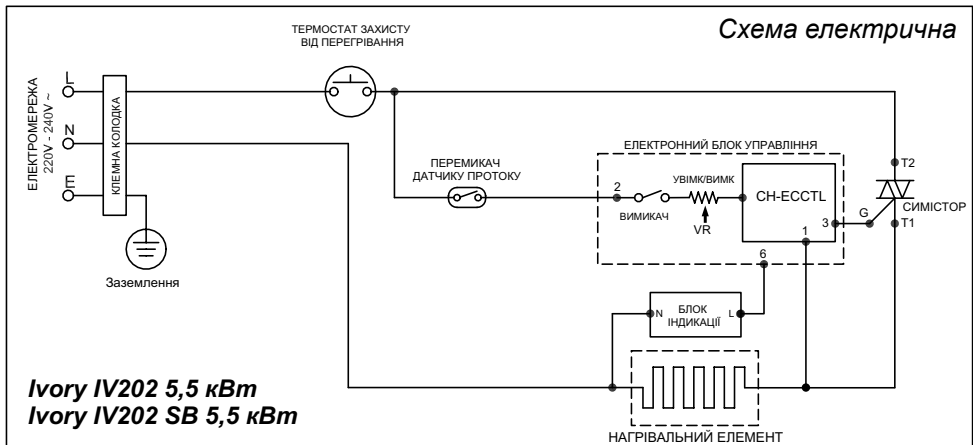 Схема електрична
ТЕРМОСТАТ ЗАХИСТУ
ВІД ПЕРЕГРІВАННЯ
ЕЛЕКТРОМЕРЕЖА
220V - 240V ~
L
N
E
КЛЕМНА КОЛОДКА
Заземлення
ПЕРЕМИКАЧ
ДАТЧИКУ ПРОТОКУ
ЕЛЕКТРОННИЙ БЛОК УПРАВЛІННЯ
2
ВИМИКАЧ
УВІМК/ВИМК
VR
CH-ECCTL
3
1
6
G
T2
СИМІСТОР
T1
N
БЛОК
ІНДИКАЦІЇ
L
НАГРІВАЛЬНИЙ ЕЛЕМЕНТ
Ivory IV202 5,5 кВт
Ivory IV202 SB 5,5 кВт